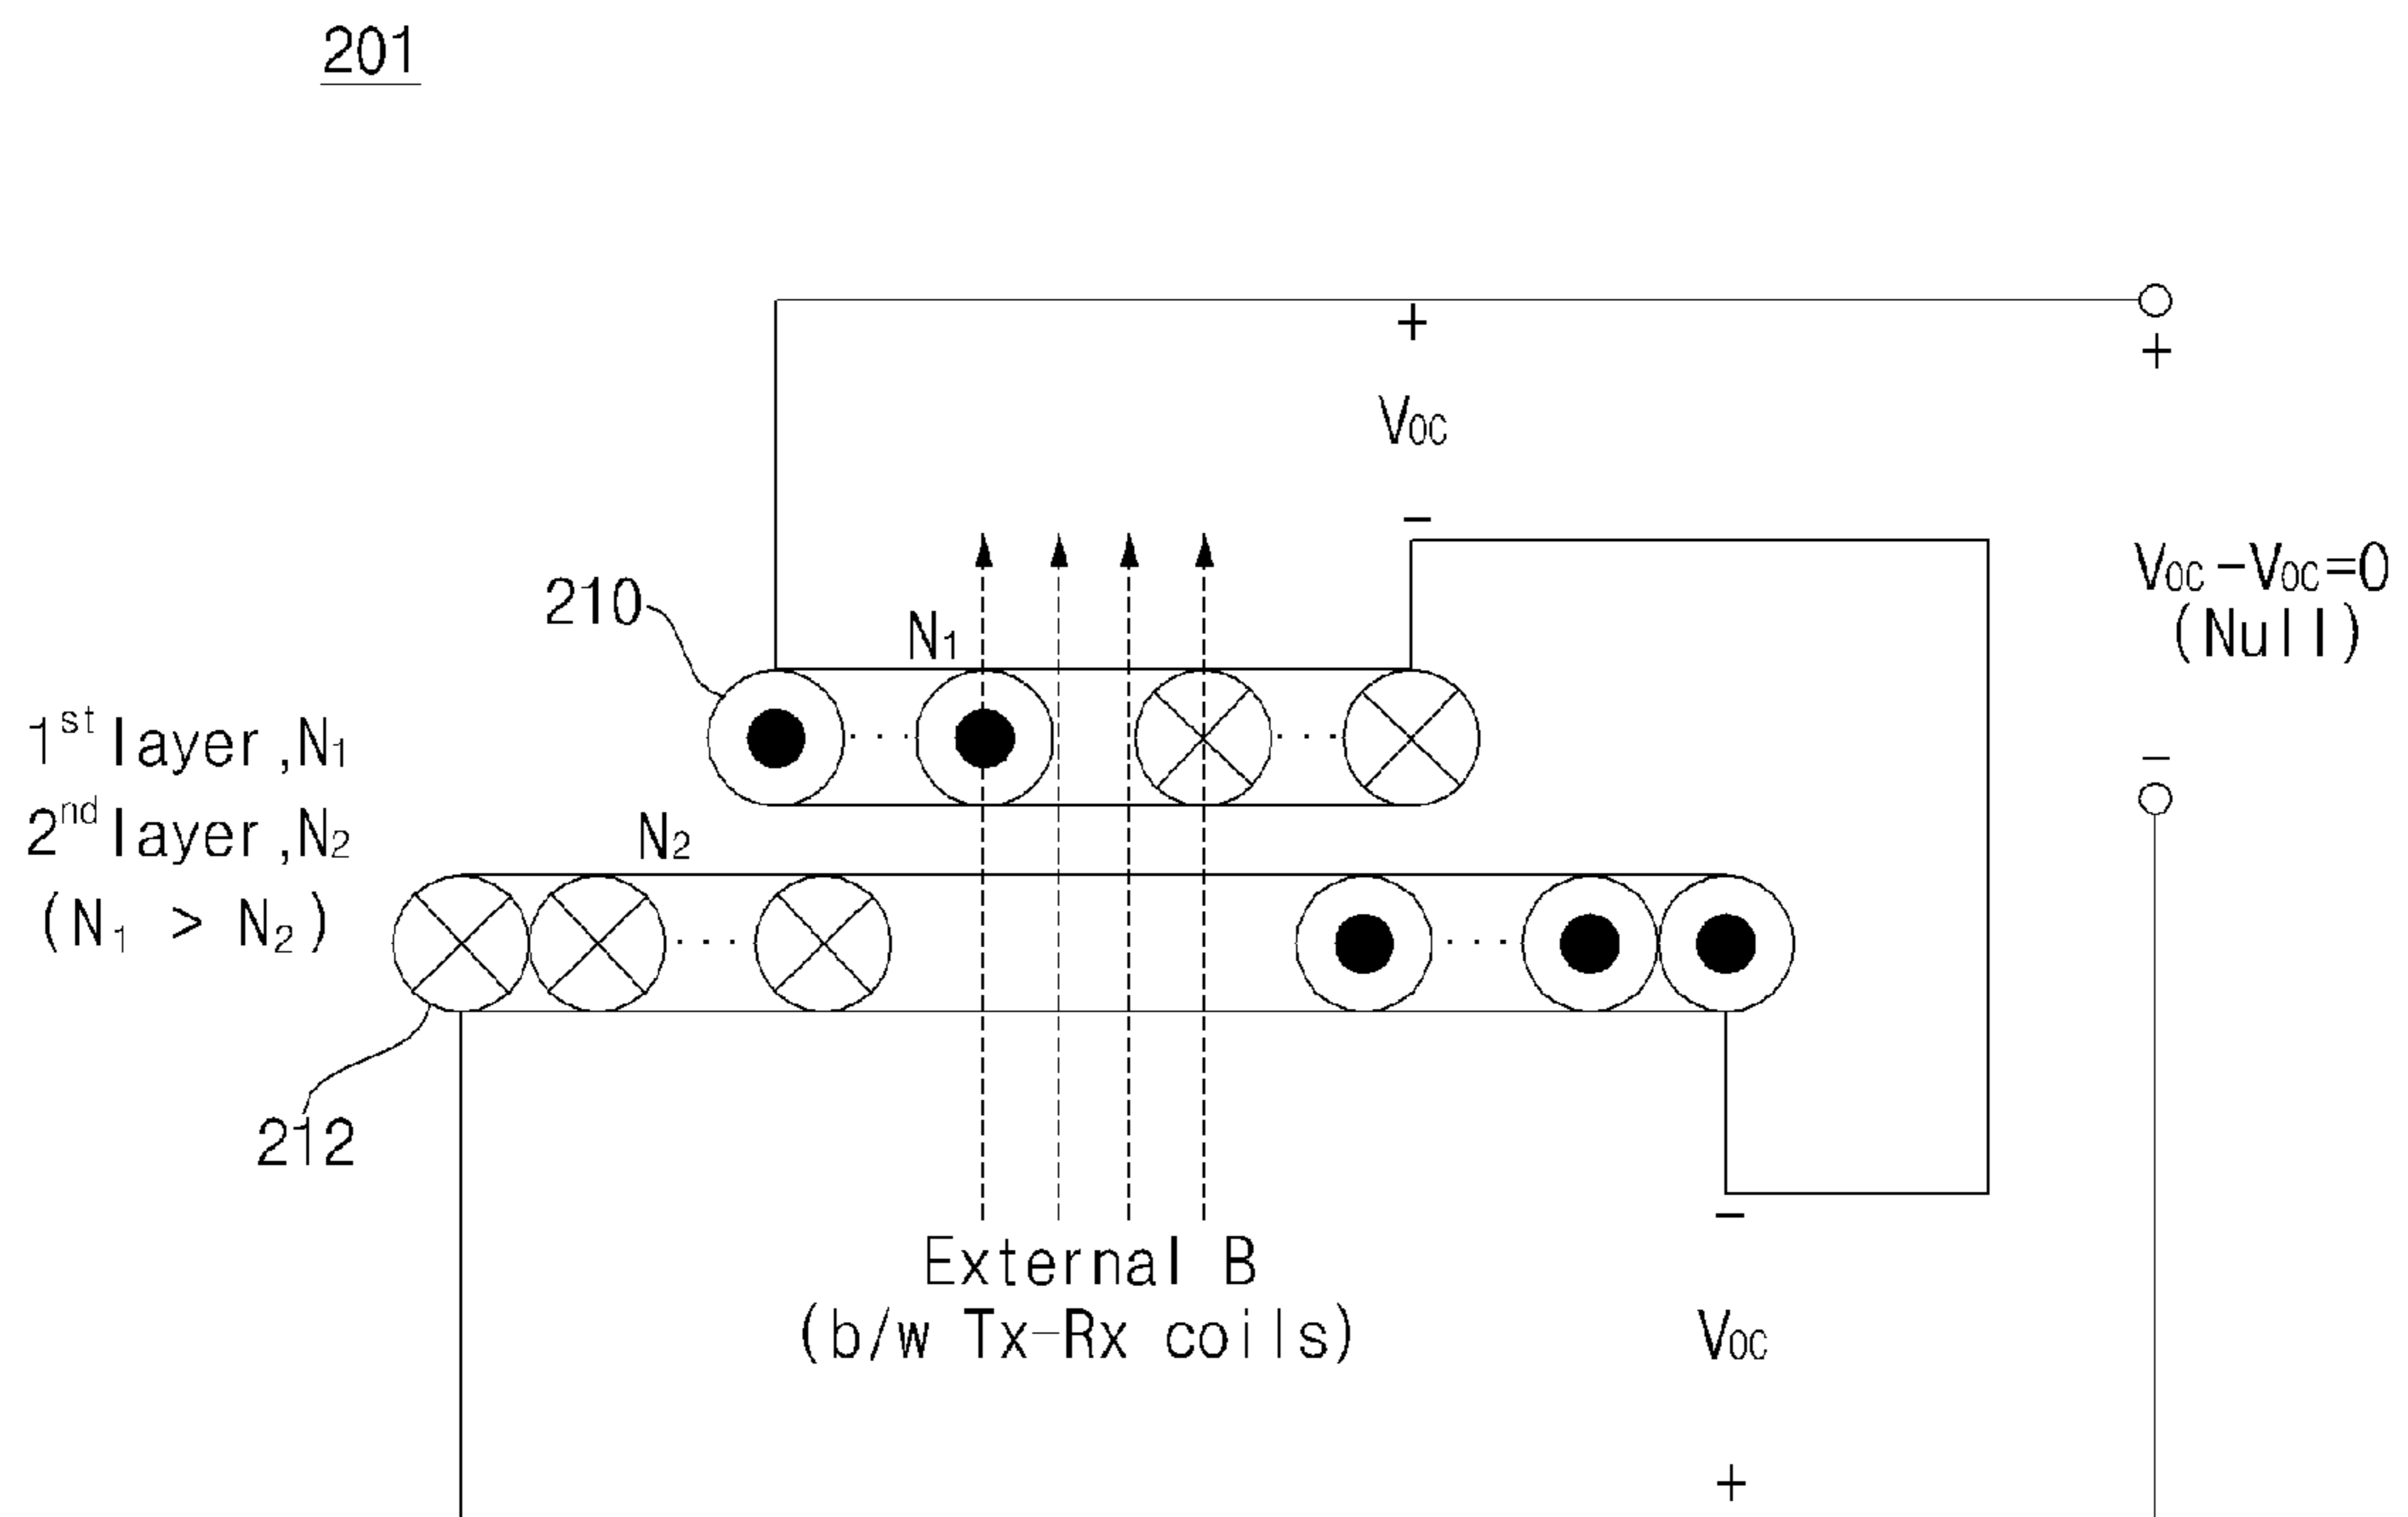 201
+
+
VOC
−
VOC−VOC=0
(Null)
210
N1
1st layer,N1
2nd layer,N2
(N1 > N2)
−
N2
212
−
External B
(b/w Tx−Rx coils)
VOC
+